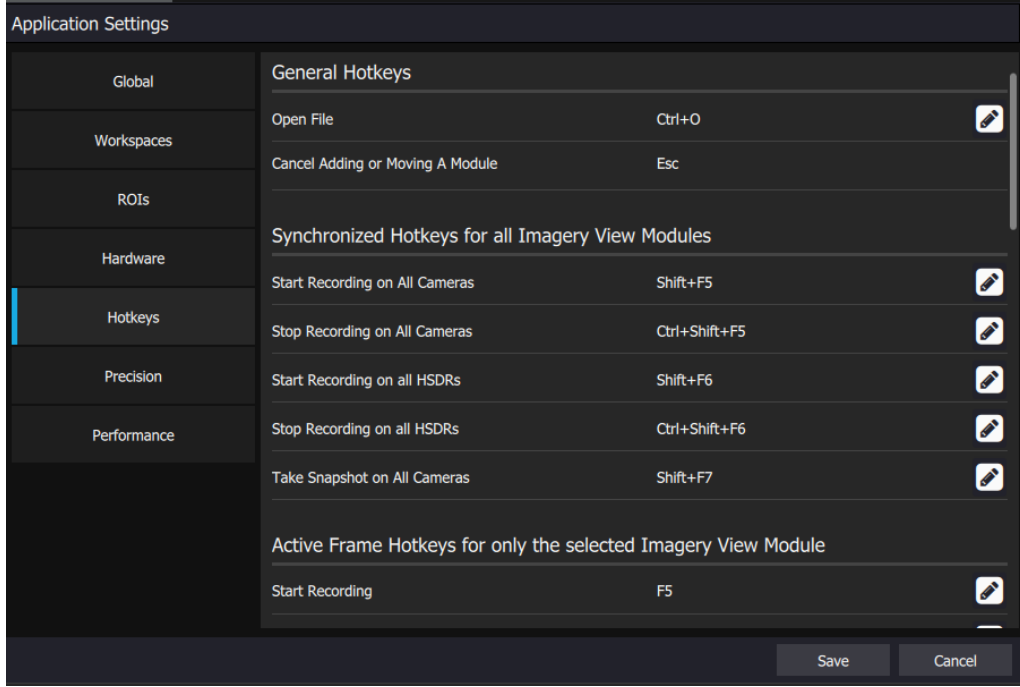 Application Settings
Global
Workspaces
ROIs
Hardware
Hotkeys
Precision
Performance
General Hotkeys
Open File Ctrl+O
Cancel Adding or Moving A Module Esc
Synchronized Hotkeys for all Imagery View Modules
Start Recording on All Cameras Shift+F5
Stop Recording on All Cameras Ctrl+Shift+F5
Start Recording on all HSDRs Shift+F6
Stop Recording on all HSDRs Ctrl+Shift+F6
Take Snapshot on All Cameras Shift+F7
Active Frame Hotkeys for only the selected Imagery View Module
Start Recording F5
Save Cancel